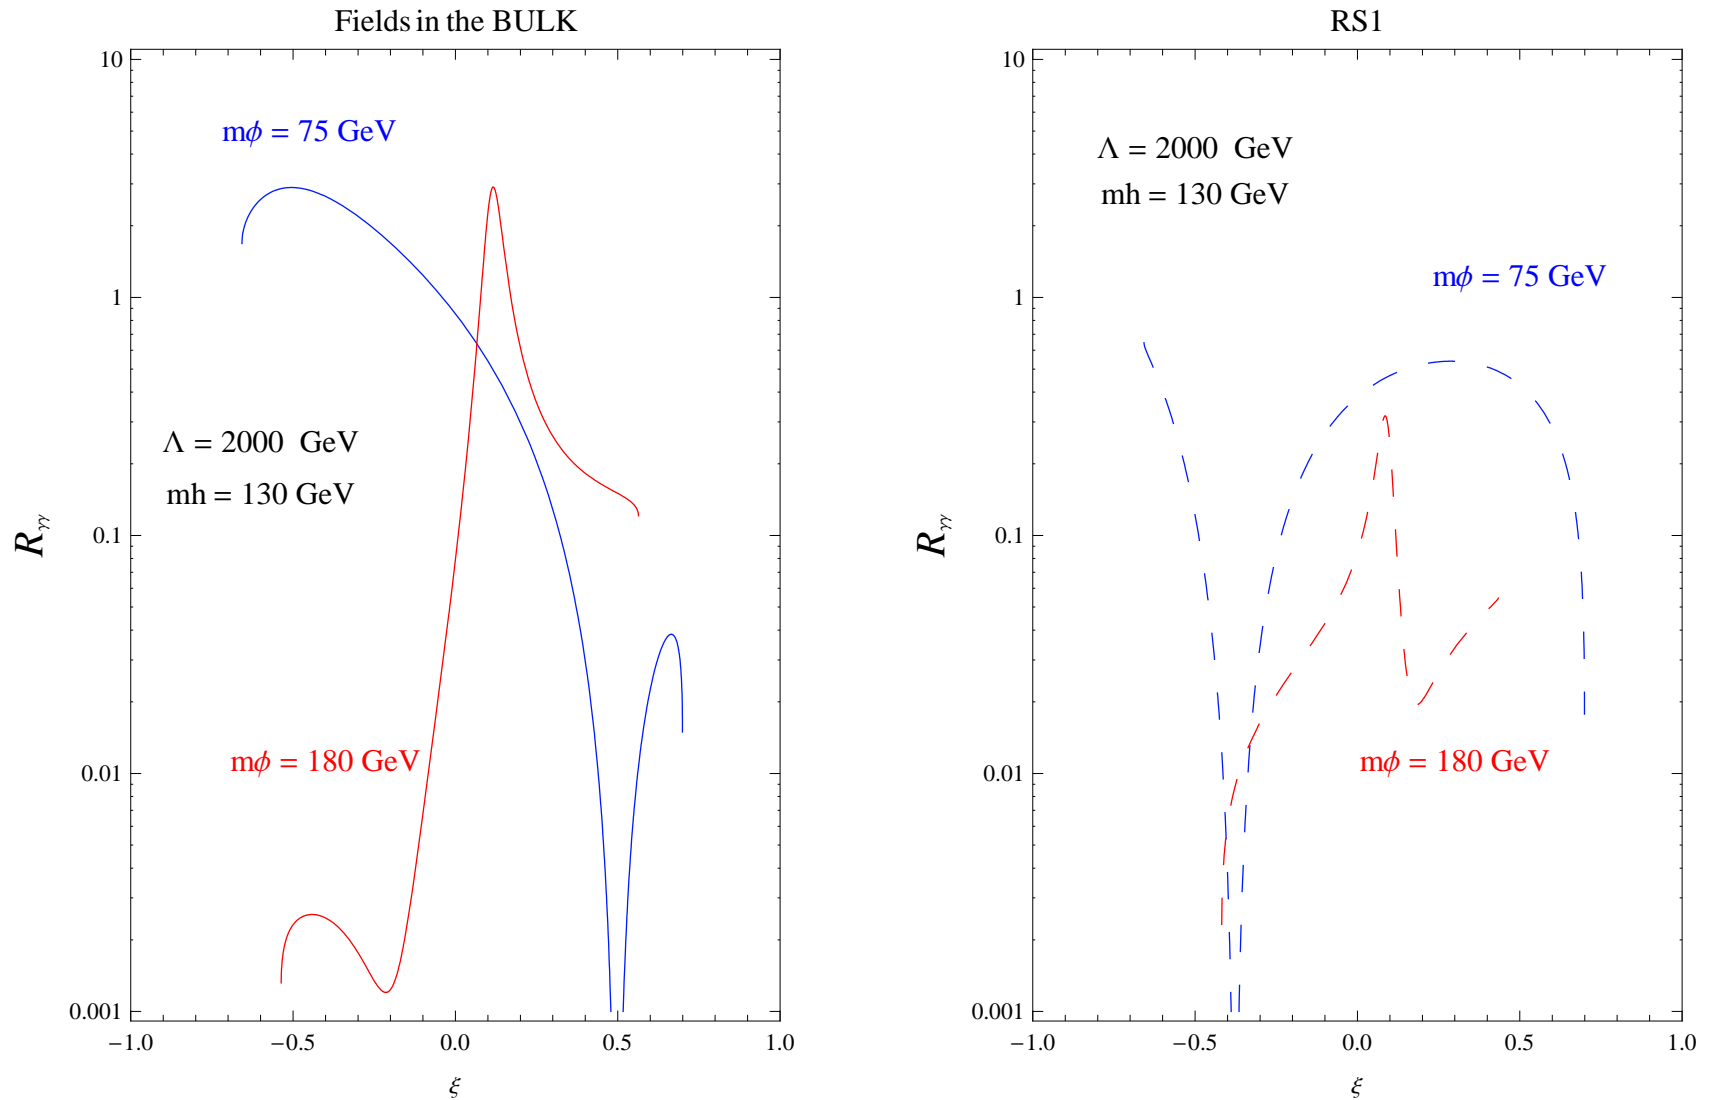 Fields in the BULK
10
1
0.1
0.01
0.001
−1.0
−0.5
0.0
0.5
1.0
mϕ = 75 GeV
Λ = 2000 GeV
mh = 130 GeV
mϕ = 180 GeV
R_γγ
ξ
RS1
10
1
0.1
0.01
0.001
−1.0
−0.5
0.0
0.5
1.0
Λ = 2000 GeV
mh = 130 GeV
mϕ = 75 GeV
mϕ = 180 GeV
R_γγ
ξ